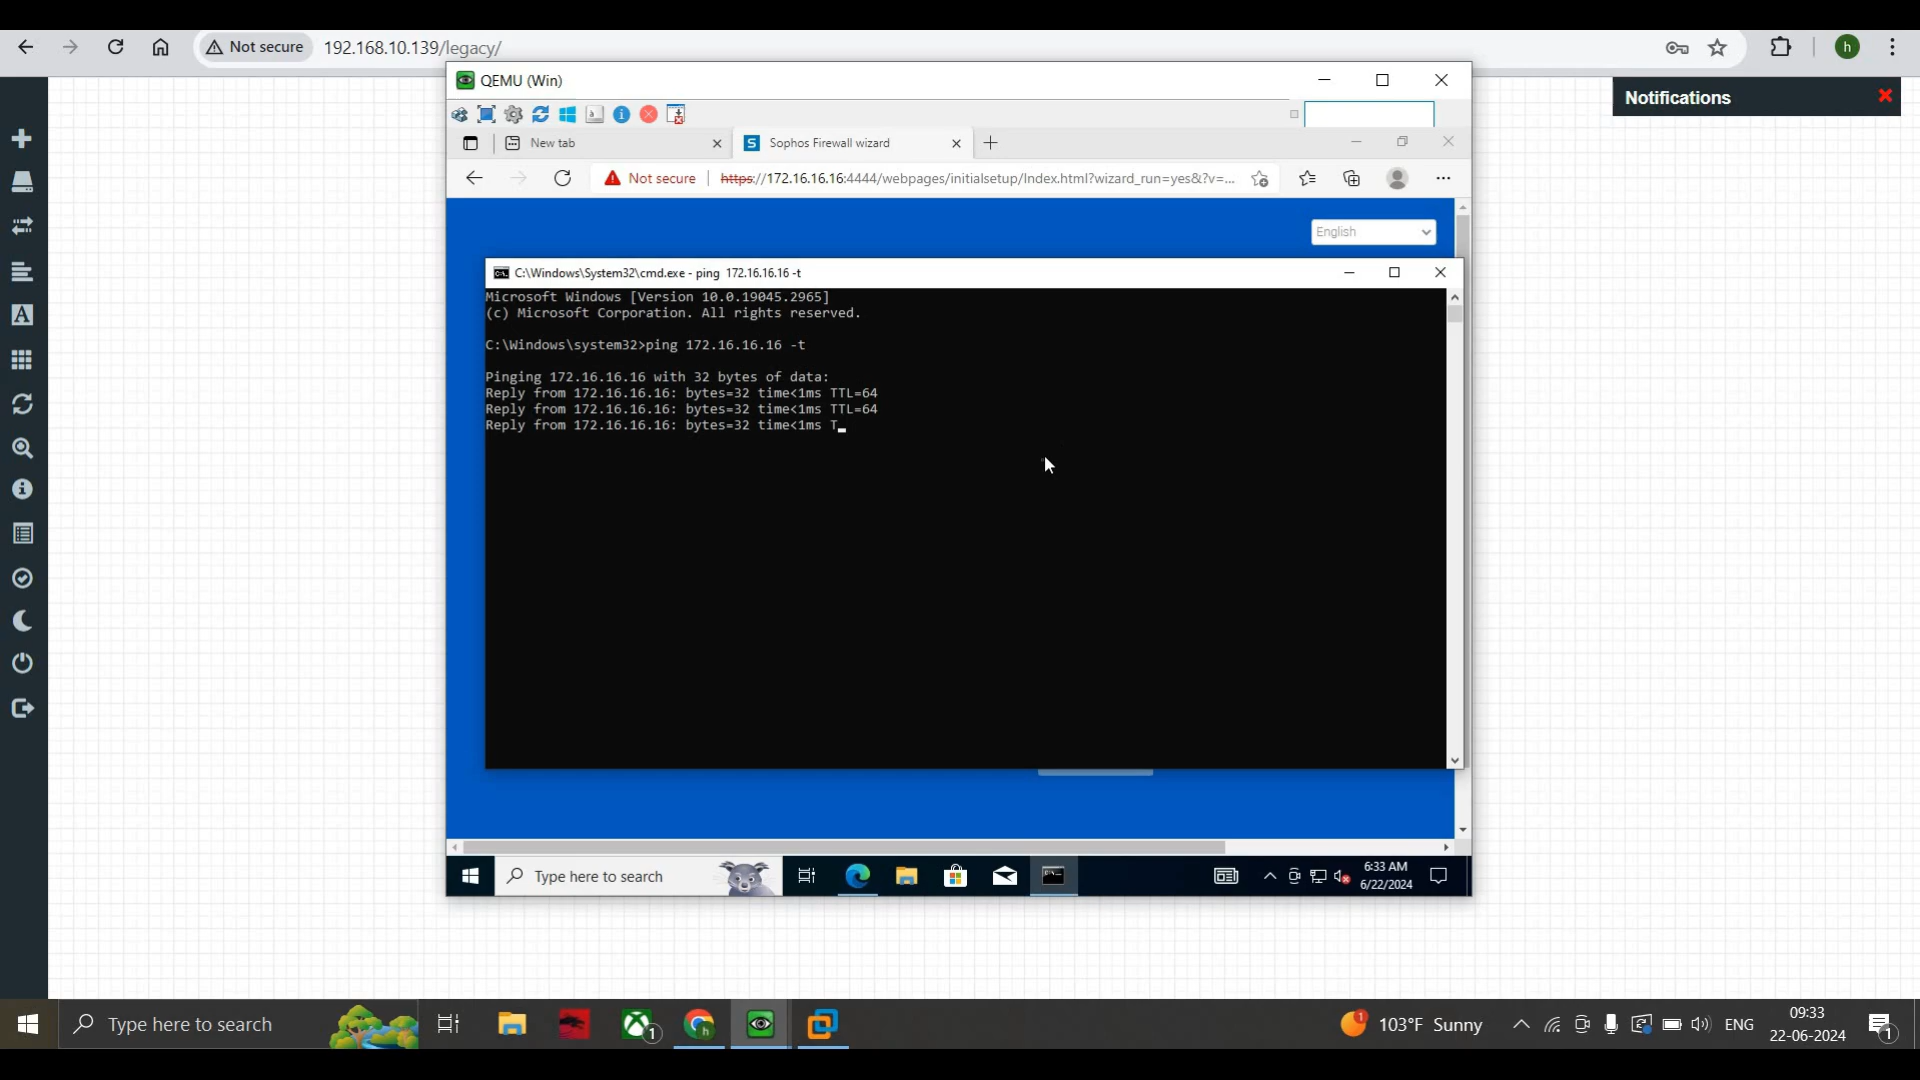 Not secure 192.168.10.139/legacy/ h
QEMU (Win)
Notifications
New tab Sophos Firewall wizard
Not secure https://172.16.16.16:4444/webpages/initialsetup/Index.html?wizard_run=yes&?v=...
English
C:\Windows\System32\cmd.exe - ping 172.16.16.16 -t
Microsoft Windows [Version 10.0.19045.2965]
(c) Microsoft Corporation. All rights reserved.
C:\Windows\system32>ping 172.16.16.16 -t
Pinging 172.16.16.16 with 32 bytes of data:
Reply from 172.16.16.16: bytes=32 time<1ms TTL=64
Reply from 172.16.16.16: bytes=32 time<1ms TTL=64
Reply from 172.16.16.16: bytes=32 time<1ms T
Type here to search 6:33 AM
6/22/2024
Type here to search 1 1 103°F Sunny ENG 09:33
22-06-2024 1